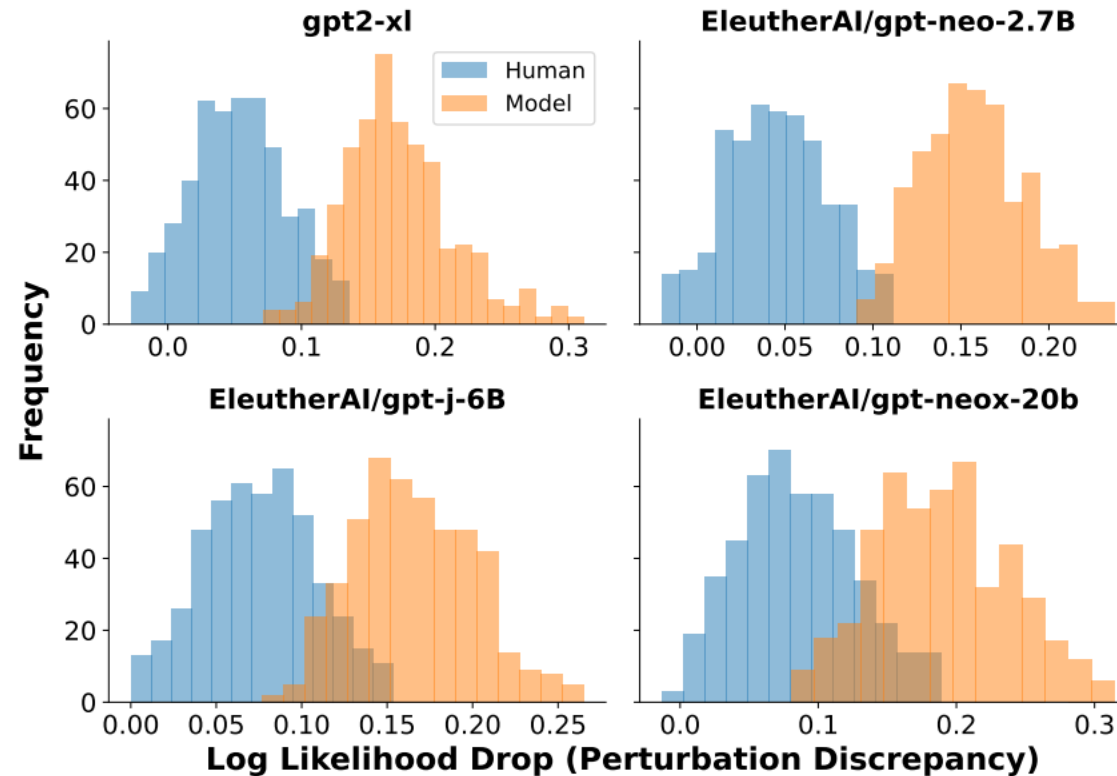 gpt2-xl
EleutherAI/gpt-neo-2.7B
Human
Model
60
40
20
0
0.0 0.1 0.2 0.3
0.00 0.05 0.10 0.15 0.20
Frequency
EleutherAI/gpt-j-6B
EleutherAI/gpt-neox-20b
60
40
20
0
0.00 0.05 0.10 0.15 0.20 0.25
0.0 0.1 0.2 0.3
Log Likelihood Drop (Perturbation Discrepancy)